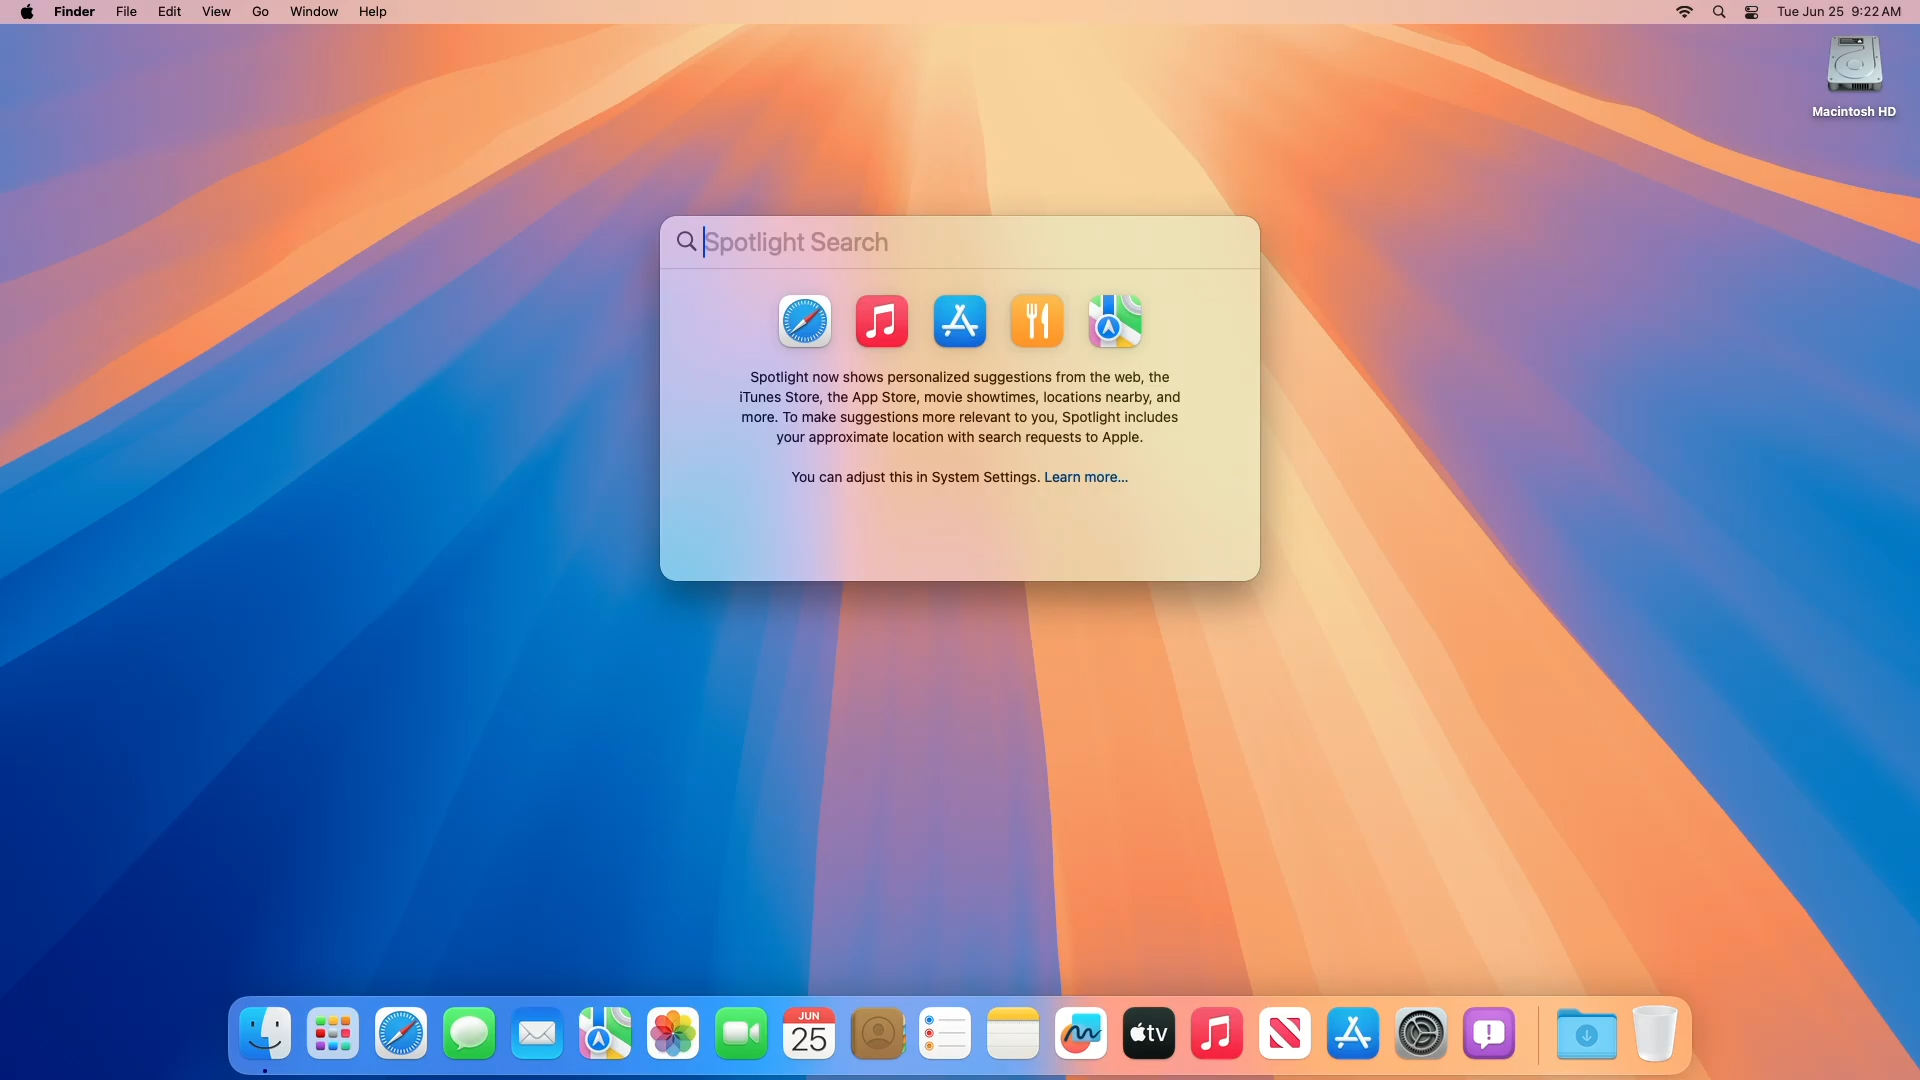 Finder File Edit View Go Window Help
Tue Jun 25 9:22 AM
Macintosh HD
Spotlight Search
Spotlight now shows personalized suggestions from the web, the
iTunes Store, the App Store, movie showtimes, locations nearby, and
more. To make suggestions more relevant to you, Spotlight includes
your approximate location with search requests to Apple.
You can adjust this in System Settings. Learn more...
JUN
25
tv